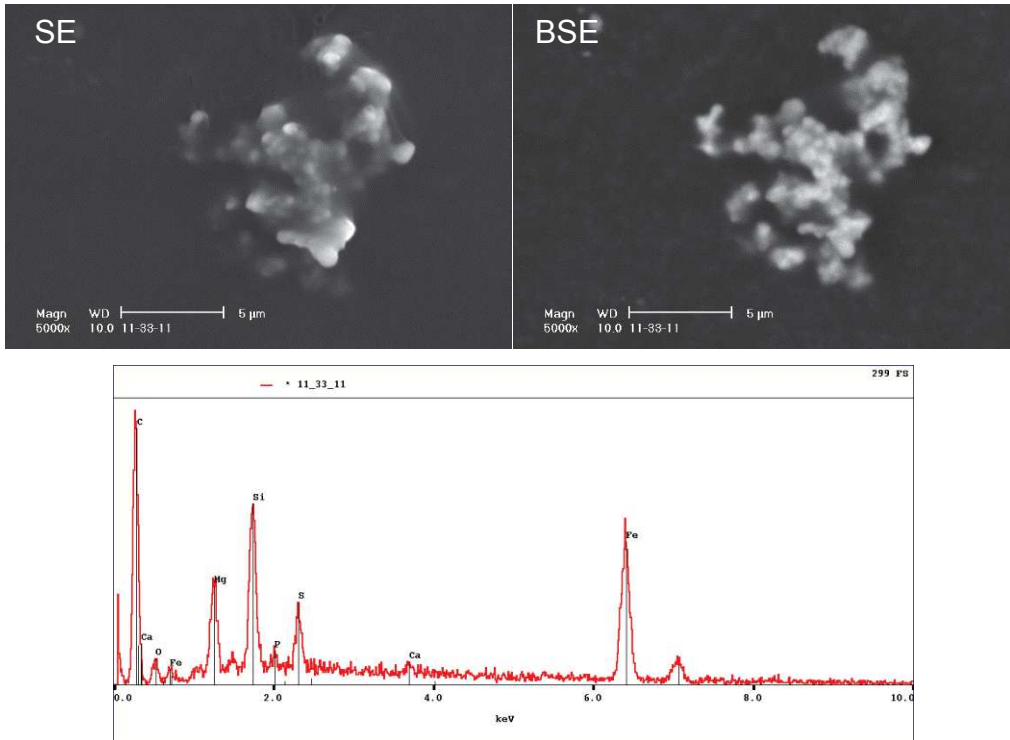 SE
BSE
Magn WD 5 µm
5000x 10.0 11-33-11
Magn WD 5 µm
5000x 10.0 11-33-11
299 FS
* 11_33_11
C
Si
Fe
Mg
S
Ca
P
O
Fe
Ca
0.0 2.0 4.0 6.0 8.0 10.0
keV